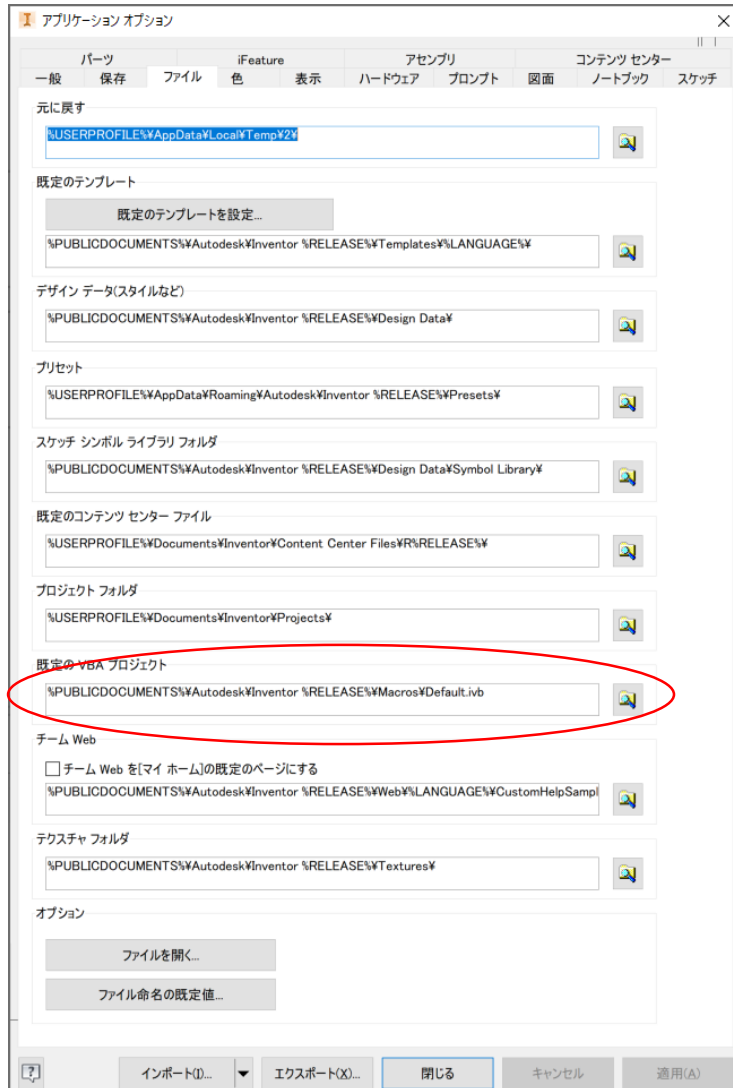 アプリケーション オプション
パーツ iFeature アセンブリ コンテンツ センター
一般 保存 ファイル 色 表示 ハードウェア プロンプト 図面 ノートブック スケッチ
元に戻す
%USERPROFILE%¥AppData¥Local¥Temp¥2¥
既定のテンプレート
既定のテンプレートを設定...
%PUBLICDOCUMENTS%¥Autodesk¥Inventor %RELEASE%¥Templates¥%LANGUAGE%¥
デザイン データ(スタイルなど)
%PUBLICDOCUMENTS%¥Autodesk¥Inventor %RELEASE%¥Design Data¥
プリセット
%USERPROFILE%¥AppData¥Roaming¥Autodesk¥Inventor %RELEASE%¥Presets¥
スケッチ シンボル ライブラリ フォルダ
%PUBLICDOCUMENTS%¥Autodesk¥Inventor %RELEASE%¥Design Data¥Symbol Library¥
既定のコンテンツ センター ファイル
%USERPROFILE%¥Documents¥Inventor¥Content Center Files¥R%RELEASE%¥
プロジェクト フォルダ
%USERPROFILE%¥Documents¥Inventor¥Projects¥
既定の VBA プロジェクト
%PUBLICDOCUMENTS%¥Autodesk¥Inventor %RELEASE%¥Macros¥Default.ivb
チーム Web
チーム Web を[マイ ホーム]の既定のページにする
%PUBLICDOCUMENTS%¥Autodesk¥Inventor %RELEASE%¥Web¥%LANGUAGE%¥CustomHelpSampl
テクスチャ フォルダ
%PUBLICDOCUMENTS%¥Autodesk¥Inventor %RELEASE%¥Textures¥
オプション
ファイルを開く...
ファイル命名の既定値...
インポート(I)... エクスポート(X)... 閉じる キャンセル 適用(A)